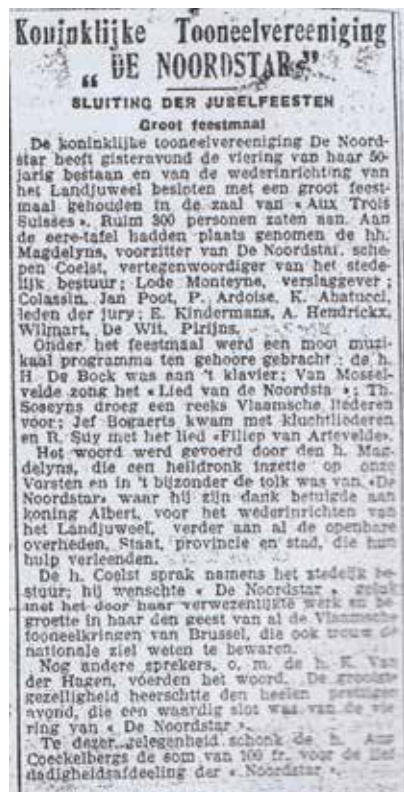 Koninklijke Tooneelvereeniging
„ DE NOORDSTAR ”
SLUITING DER JUBELFEESTEN
Groot feestmaal
De koninklijke tooneelvereeniging De Noord-
star heeft gisteravond de viering van haar 50-
jarig bestaan en van de wederinrichting van
het Landjuweel besloten met een groot feest-
maal gehouden in de zaal van « Aux Trois
Suisses ». Ruim 300 personen zaten aan. Aan
de eere-tafel hadden plaats genomen de hh.
Magdelyns, voorzitter van De Noordstar, sche-
pen Coelst, vertegenwoordiger van het stede-
lijk bestuur; Lode Monteyne, verslaggever;
Colassin, Jan Poot, P. Ardoise, K. Abatucci,
leden der jury; E. Kindermans, A. Hendrickx,
Wilmart, De Wit, Pirijns.
Onder het feestmaal werd een mooi muzi-
kaal programma ten gehoore gebracht : de h.
H. De Bock was aan 't klavier; Van Mossel-
velde zong het « Lied van de Noordsta »; Th.
Soseyns droeg een reeks Vlaamsche liederen
voor; Jef Bogaerts kwam met kluchtliederen
en R. Suy met het lied «Filiep van Artevelde».
Het woord werd gevoerd door den h. Mag-
delyns, die een heildronk inzette op onze
Vorsten en in 't bijzonder de tolk was van «De
Noordstar» waar hij zijn dank betuigde aan
koning Albert, voor het wederinrichten van
het Landjuweel, verder aan al de openbare
overheden, Staat, provincie en stad, die hun
hulp verleenden.
De h. Coelst sprak namens het stedelijk be-
stuur; hij wenschte « De Noordstar » geluk
met het door haar verwezentlijkte werk en be-
groette in haar den geest van al de Vlaamsche
tooneelkringen van Brussel, die ook trouw de
nationale ziel weten te bewaren.
Nog andere sprekers, o. m. de h. K. Van
der Hagen, voerden het woord. De grootste
gezelligheid heerschtte den heelen prettigen
avond, die een waardig slot was van de vie-
ring van « De Noordstar ».
Te dezer gelegenheid schonk de h. Aug
Coeckelbergs de som van 100 fr. voor de lief-
dadigheidsafdeeling der « Noordstar ».